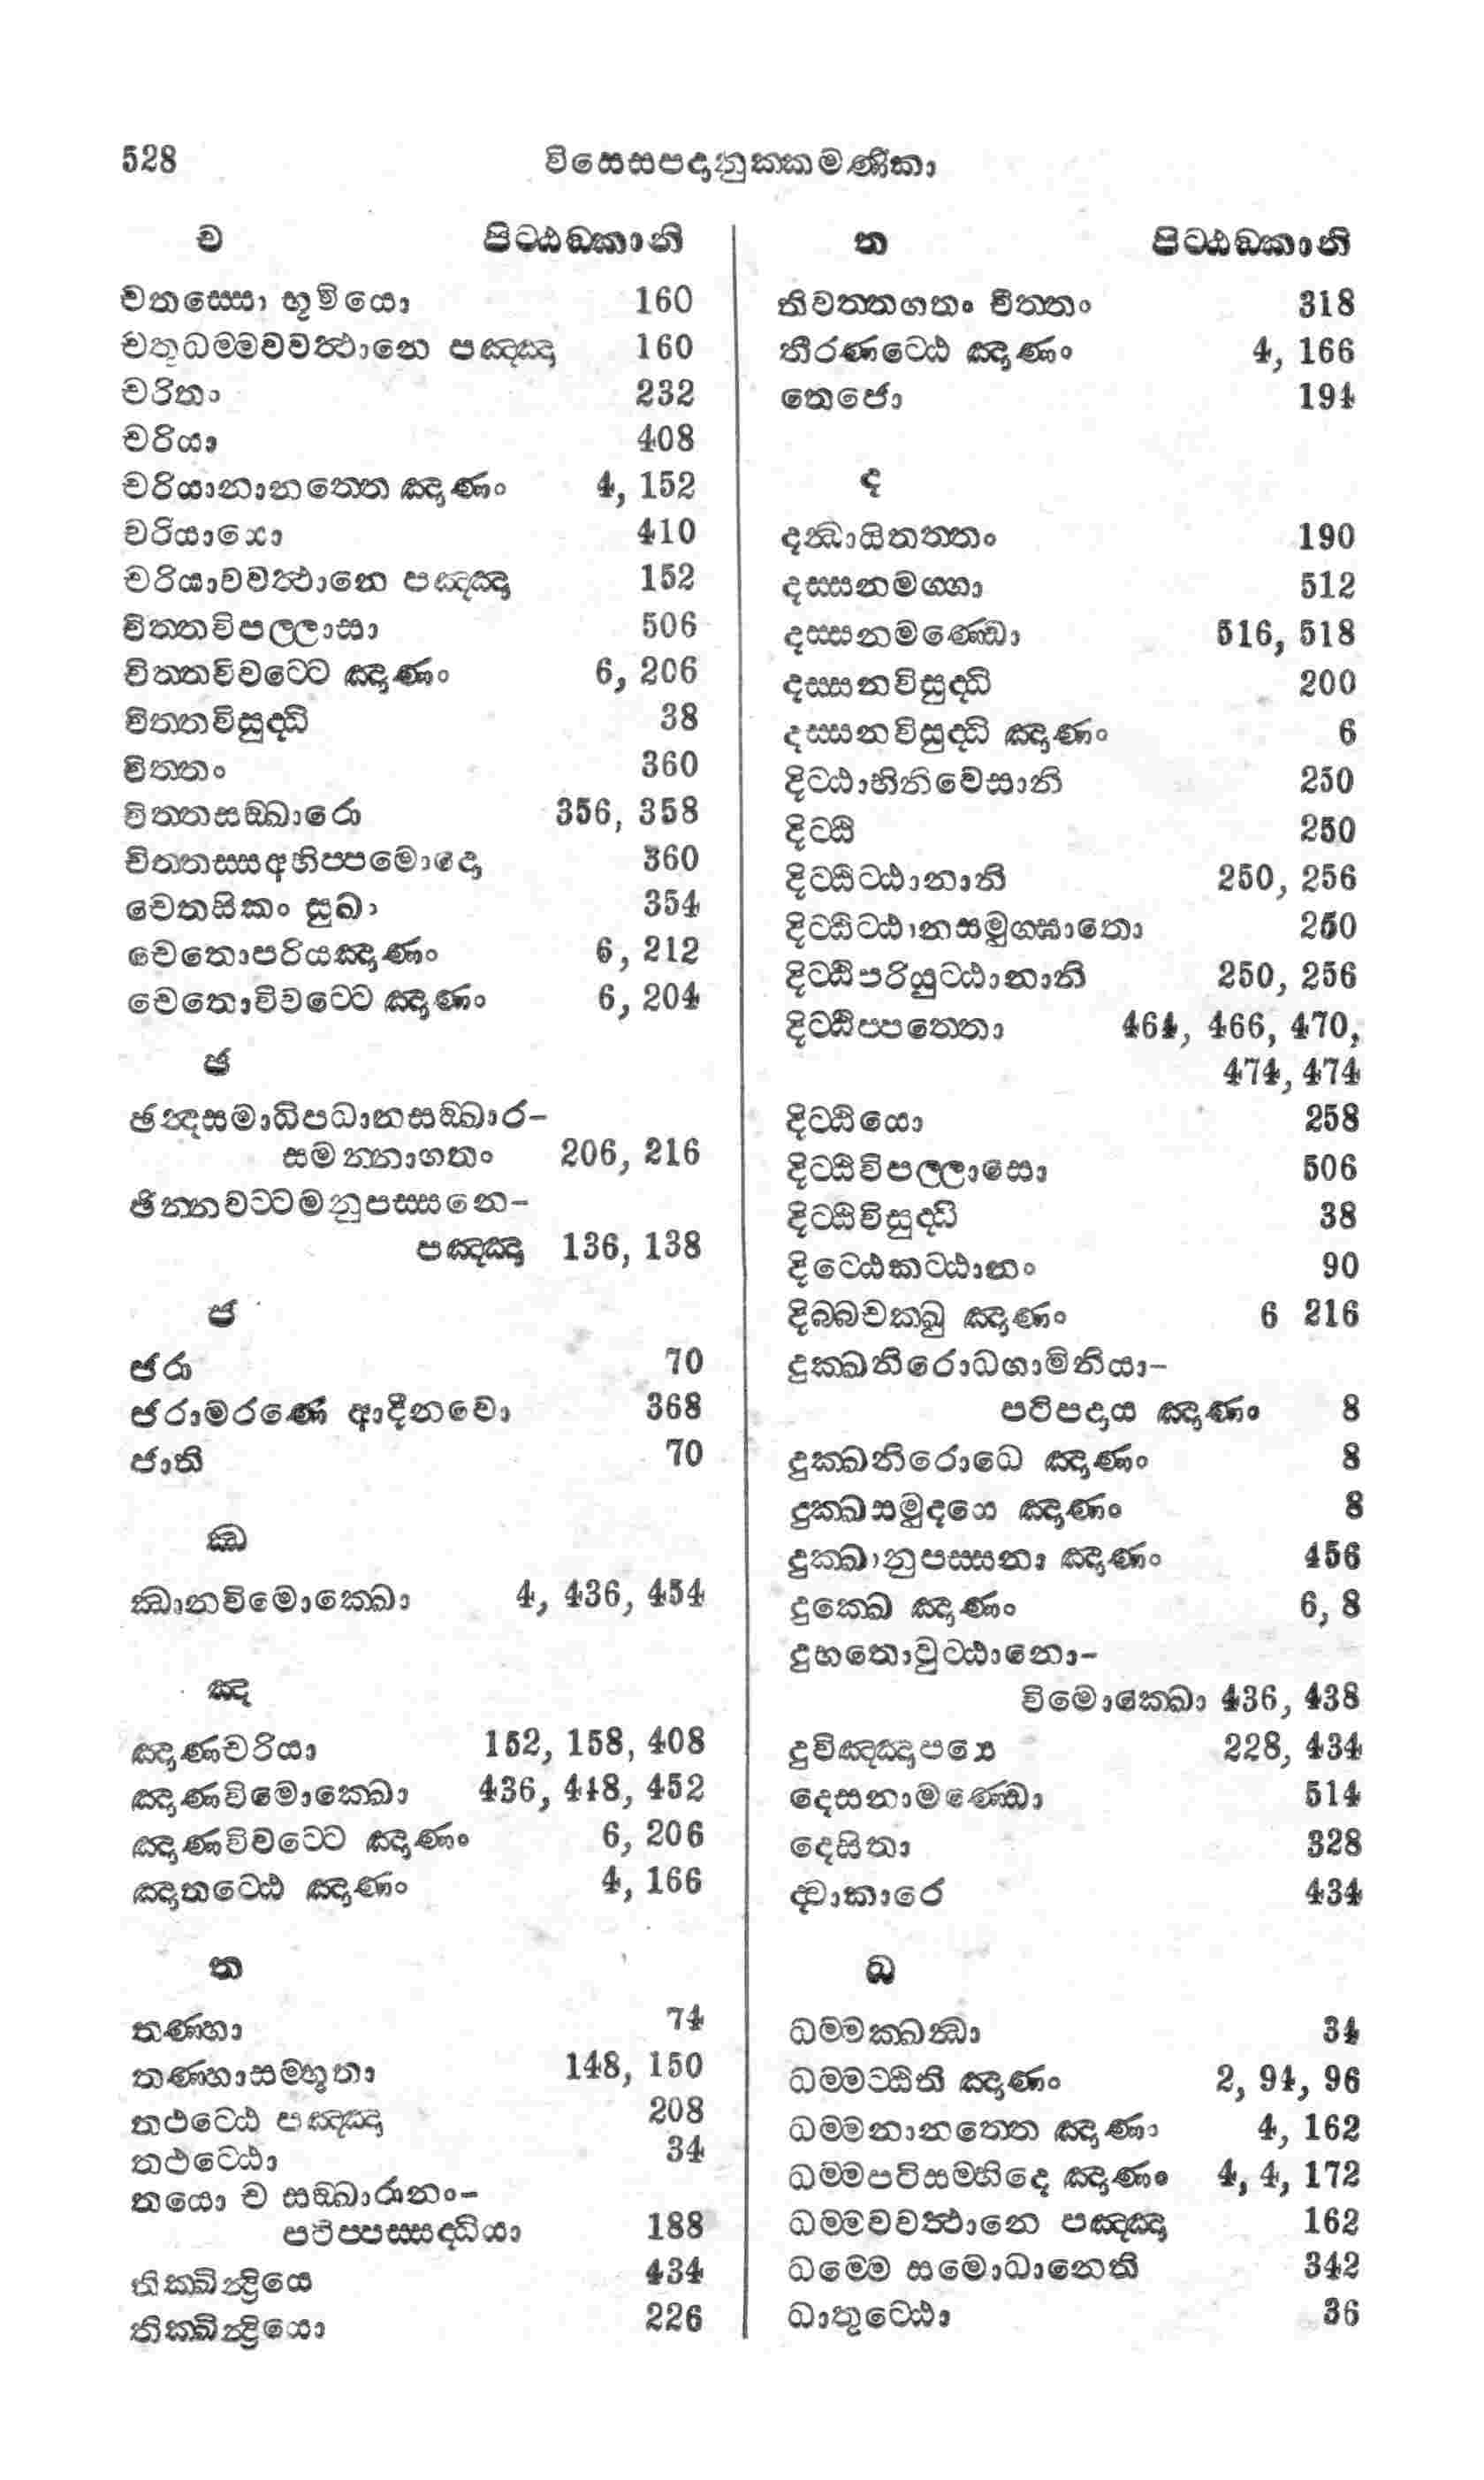 528 විසෙසපදානුක්කමණිකා
ච පිට්ඨඞ්කානි
චතස්සො භූමියො 160
චතුධම්මවවත්ථානෙ පඤ්ඤා 160
චරිතා 232
චරියා 408
චරියානානත්තෙ ඤාණං 4, 152
චරියායො 410
චරියාවවත්ථානෙ පඤ්ඤා 152
චිත්තවිපල්ලාසා 506
චිත්තවිවට්ටෙ ඤාණං 6, 206
චිත්තවිසුද්ධි 38
චිත්තං 360
චිත්තසඞ්ඛාරො 356, 358
චිත්තස්සඅභිප්පමොදො 360
චෙතසිකං සුඛා 354
චෙතොපරියඤාණං 6, 212
චෙතොවිවට්ටෙ ඤාණං 6, 204
ඡ
ඡන්දසමාධිපධානසඞ්ඛාර-
සමන්නාගතං 206, 216
ඡින්නවට්ටමනුපස්සනෙ-
පඤ්ඤා 136, 138
ජ
ජරා 70
ජරාමරණෙ ආදීනවො 368
ජාති 70
ඣ
ඣානවිමොක්ඛො 4, 436, 454
ඤ
ඤාණචරියා 152, 158, 408
ඤාණවිමොක්ඛො 436, 448, 452
ඤාණවිවට්ටෙ ඤාණං 6, 206
ඤාතට්ඨෙ ඤාණං 4, 166
ත
තණ්හා 74
තණ්හාසම්භූතා 148, 150
තථට්ඨෙ පඤ්ඤා 208
තථට්ඨො 34
තයො ච සඞ්ඛාරානං-
පටිප්පස්සද්ධියා 188
තික්ඛින්ද්‍රියෙ 434
තික්ඛින්ද්‍රියො 226
ත පිට්ඨඞ්කානි
තිවත්තගතං චිත්තං 318
තීරණට්ඨෙ ඤාණං 4, 166
තෙජො 194
ද
දඣායිතත්තං 190
දස්සනමග්ගා 512
දස්සනමණ්ඩො 516, 518
දස්සනවිසුද්ධි 200
දස්සනවිසුද්ධි ඤාණං 6
දිට්ඨාභිනිවෙසානි 250
දිට්ඨි 250
දිට්ඨිට්ඨානානි 250, 256
දිට්ඨිට්ඨානසමුග්ඝාතො 250
දිට්ඨිපරියුට්ඨානානි 250, 256
දිට්ඨිප්පත්තො 464, 466, 470,
474, 474
දිට්ඨියො 258
දිට්ඨිවිපල්ලාසො 506
දිට්ඨිවිසුද්ධි 38
දිට්ඨෙකට්ඨානං 90
දිබ්බචක්ඛු ඤාණං 6 216
දුක්ඛනිරොධගාමිනියා-
පටිපදාය ඤාණං 8
දුක්ඛනිරොධෙ ඤාණං 8
දුක්ඛසමුදයෙ ඤාණං 8
දුක්ඛානුපස්සනා ඤාණං 456
දුක්ඛෙ ඤාණං 6, 8
දුභතොවුට්ඨානො-
විමොක්ඛො 436, 438
දුවිඤ්ඤාපයෙ 228, 434
දෙසනාමණ්ඩො 514
දෙසිතා 328
ද්වාකාරෙ 434
ධ
ධම්මක්ඛන්ධා 34
ධම්මට්ඨිති ඤාණං 2, 94, 96
ධම්මනානත්තෙ ඤාණා 4, 162
ධම්මපටිසම්භිදෙ ඤාණං 4, 4, 172
ධම්මවවත්ථානෙ පඤ්ඤා 162
ධම්මෙ සමොධානෙති 342
ධාතුට්ඨො 36